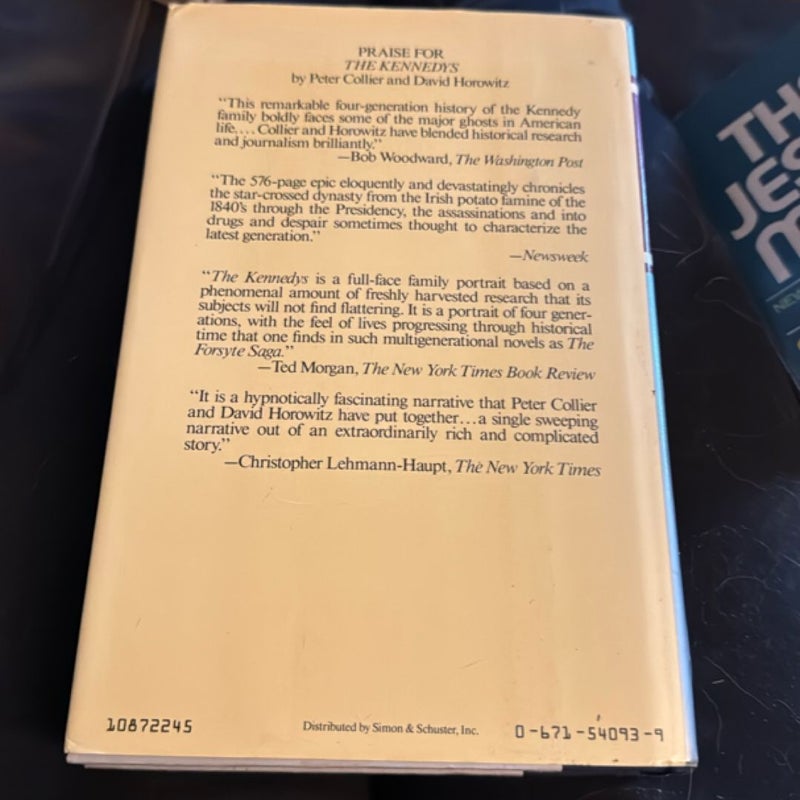 PRAISE FOR
THE KENNEDYS
by Peter Collier and David Horowitz
“This remarkable four-generation history of the Kennedy
family boldly faces some of the major ghosts in American
life.... Collier and Horowitz have blended historical research
and journalism brilliantly.”
—Bob Woodward, The Washington Post
“The 576-page epic eloquently and devastatingly chronicles
the star-crossed dynasty from the Irish potato famine of the
1840's through the Presidency, the assassinations and into
drugs and despair sometimes thought to characterize the
latest generation.”
—Newsweek
“The Kennedys is a full-face family portrait based on a
phenomenal amount of freshly harvested research that its
subjects will not find flattering. It is a portrait of four gener-
ations, with the feel of lives progressing through historical
time that one finds in such multigenerational novels as The
Forsyte Saga.”
—Ted Morgan, The New York Times Book Review
“It is a hypnotically fascinating narrative that Peter Collier
and David Horowitz have put together...a single sweeping
narrative out of an extraordinarily rich and complicated
story.”
—Christopher Lehmann-Haupt, The New York Times
10872245
Distributed by Simon & Schuster, Inc.
0-671-54093-9